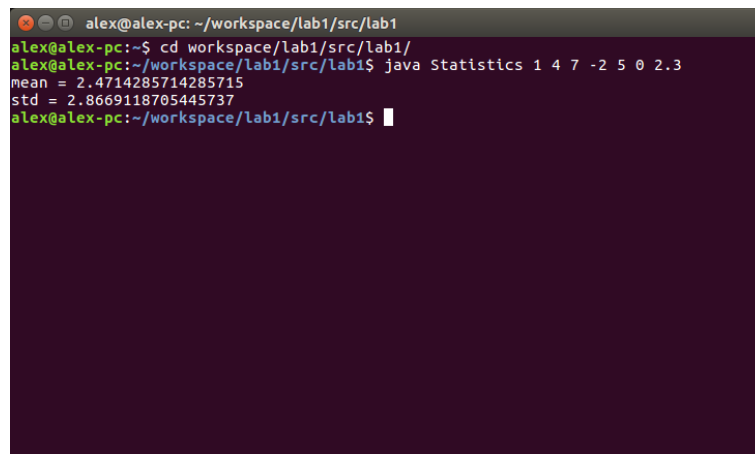 alex@alex-pc: ~/workspace/lab1/src/lab1
alex@alex-pc:~$ cd workspace/lab1/src/lab1/
alex@alex-pc:~/workspace/lab1/src/lab1$ java Statistics 1 4 7 -2 5 0 2.3
mean = 2.4714285714285715
std = 2.8669118705445737
alex@alex-pc:~/workspace/lab1/src/lab1$